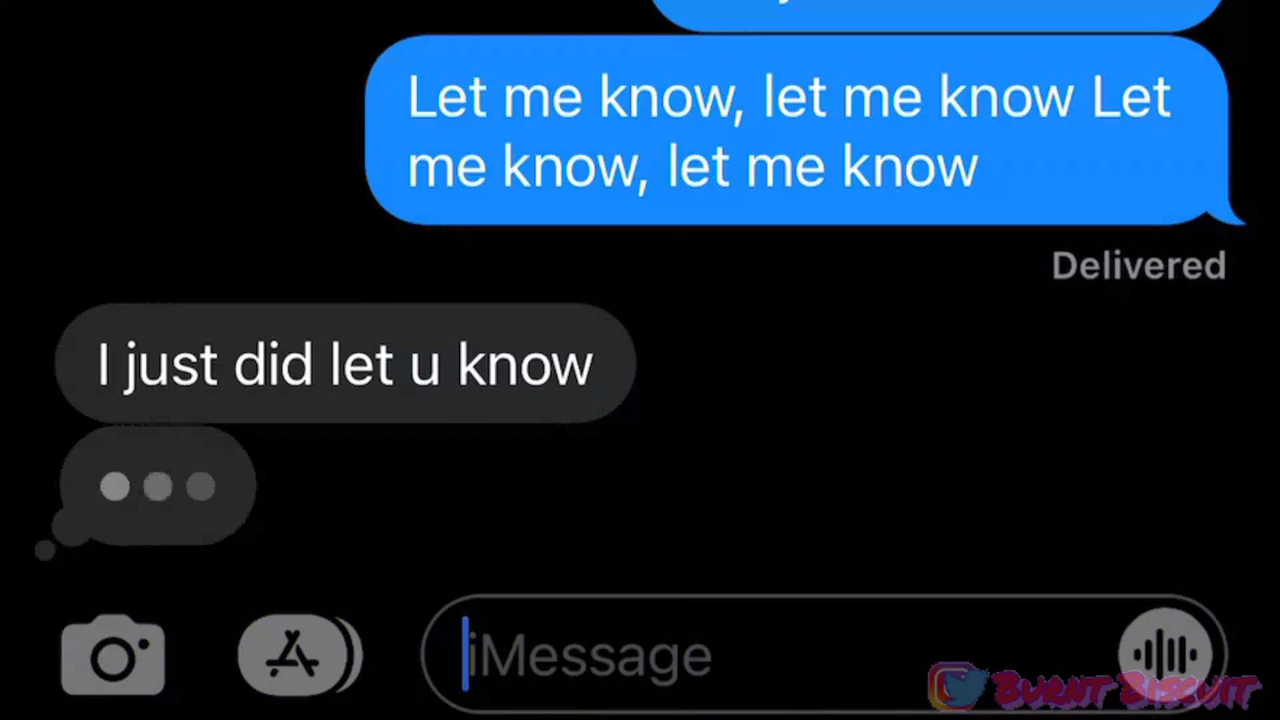 Let me know, let me know Let
me know, let me know
Delivered
I just did let u know
iMessage
BURNT BISCUIT